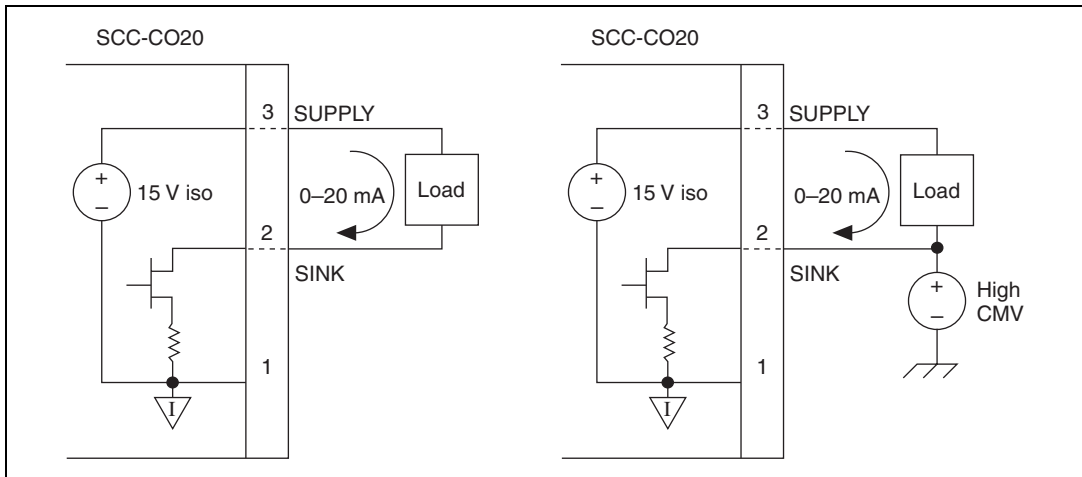 SCC-CO20
3 SUPPLY
+
15 V iso
–
0–20 mA
Load
2
SINK
1
I
SCC-CO20
3 SUPPLY
+
15 V iso
–
0–20 mA
Load
2
SINK
+
–
High
CMV
1
I